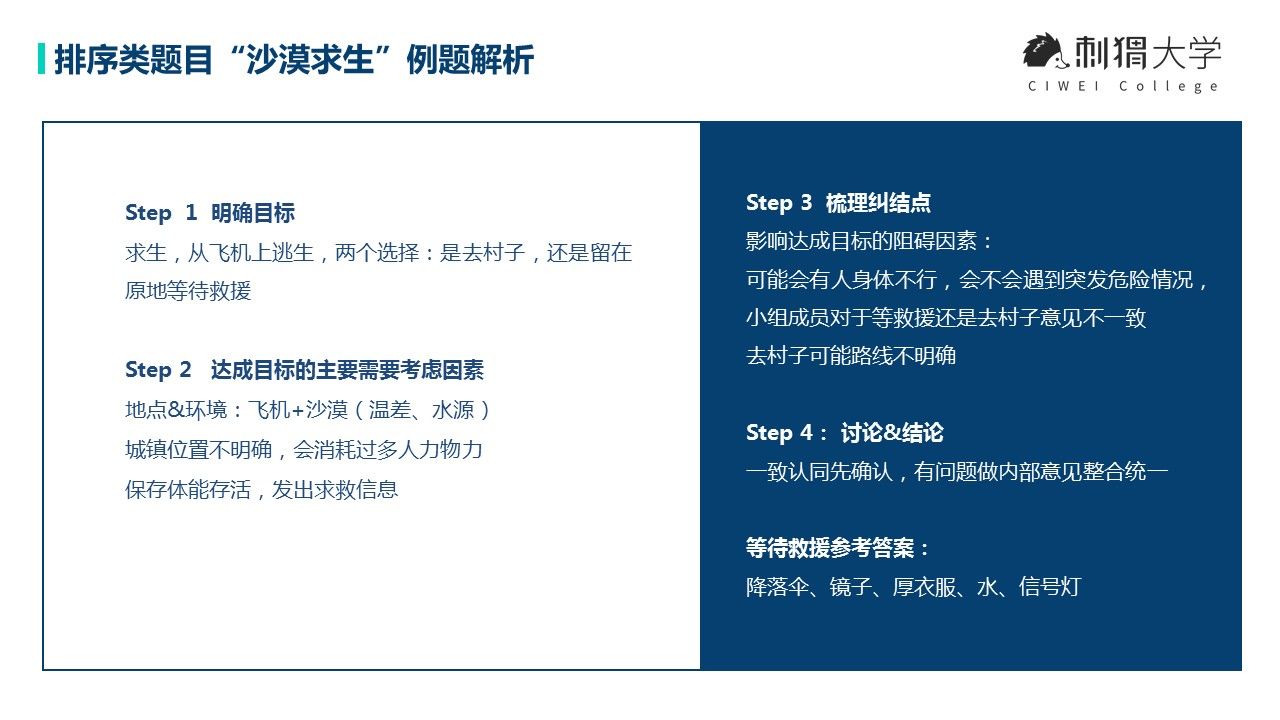 排序类题目“沙漠求生”例题解析
刺猬大学
CIWEI College
Step 1 明确目标
求生，从飞机上逃生，两个选择：是去村子，还是留在
原地等待救援
Step 2 达成目标的主要需要考虑因素
地点&环境：飞机+沙漠（温差、水源）
城镇位置不明确，会消耗过多人力物力
保存体能存活，发出求救信息
Step 3 梳理纠结点
影响达成目标的阻碍因素：
可能会有人身体不行，会不会遇到突发危险情况，
小组成员对于等救援还是去村子意见不一致
去村子可能路线不明确
Step 4： 讨论&结论
一致认同先确认，有问题做内部意见整合统一
等待救援参考答案：
降落伞、镜子、厚衣服、水、信号灯